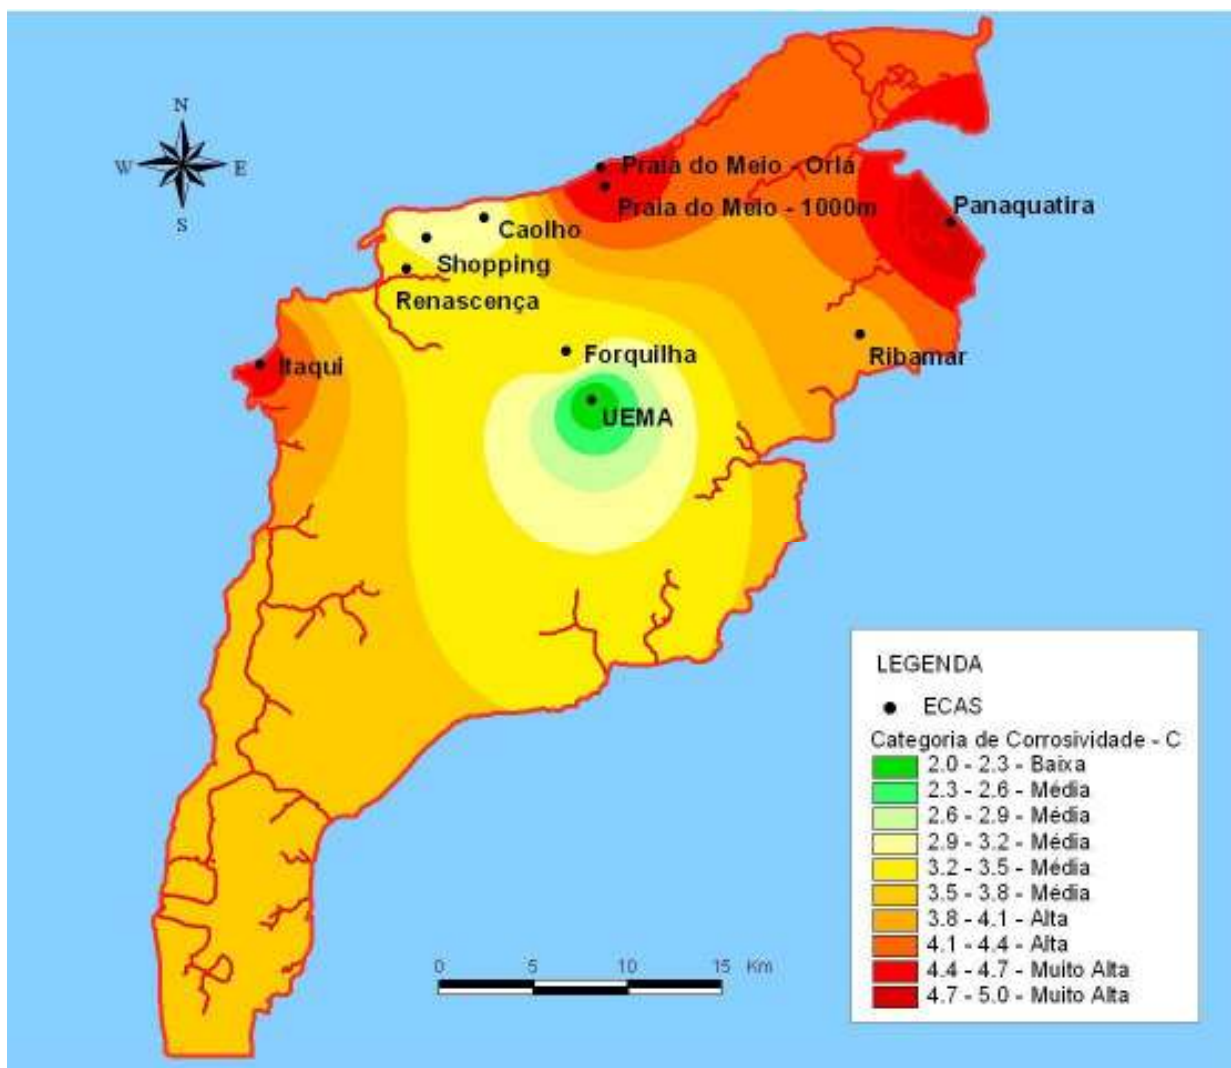 N
W E
S
Praia do Meio - Orla
Praia do Meio - 1000m
Panaquatira
Caolho
Shopping
Renascença
Itaqui
Forquilha
Ribamar
UEMA
LEGENDA
ECAS
Categoria de Corrosividade - C
2.0 - 2.3 - Baixa
2.3 - 2.6 - Média
2.6 - 2.9 - Média
2.9 - 3.2 - Média
3.2 - 3.5 - Média
3.5 - 3.8 - Média
3.8 - 4.1 - Alta
4.1 - 4.4 - Alta
4.4 - 4.7 - Muito Alta
4.7 - 5.0 - Muito Alta
0 5 10 15 Km